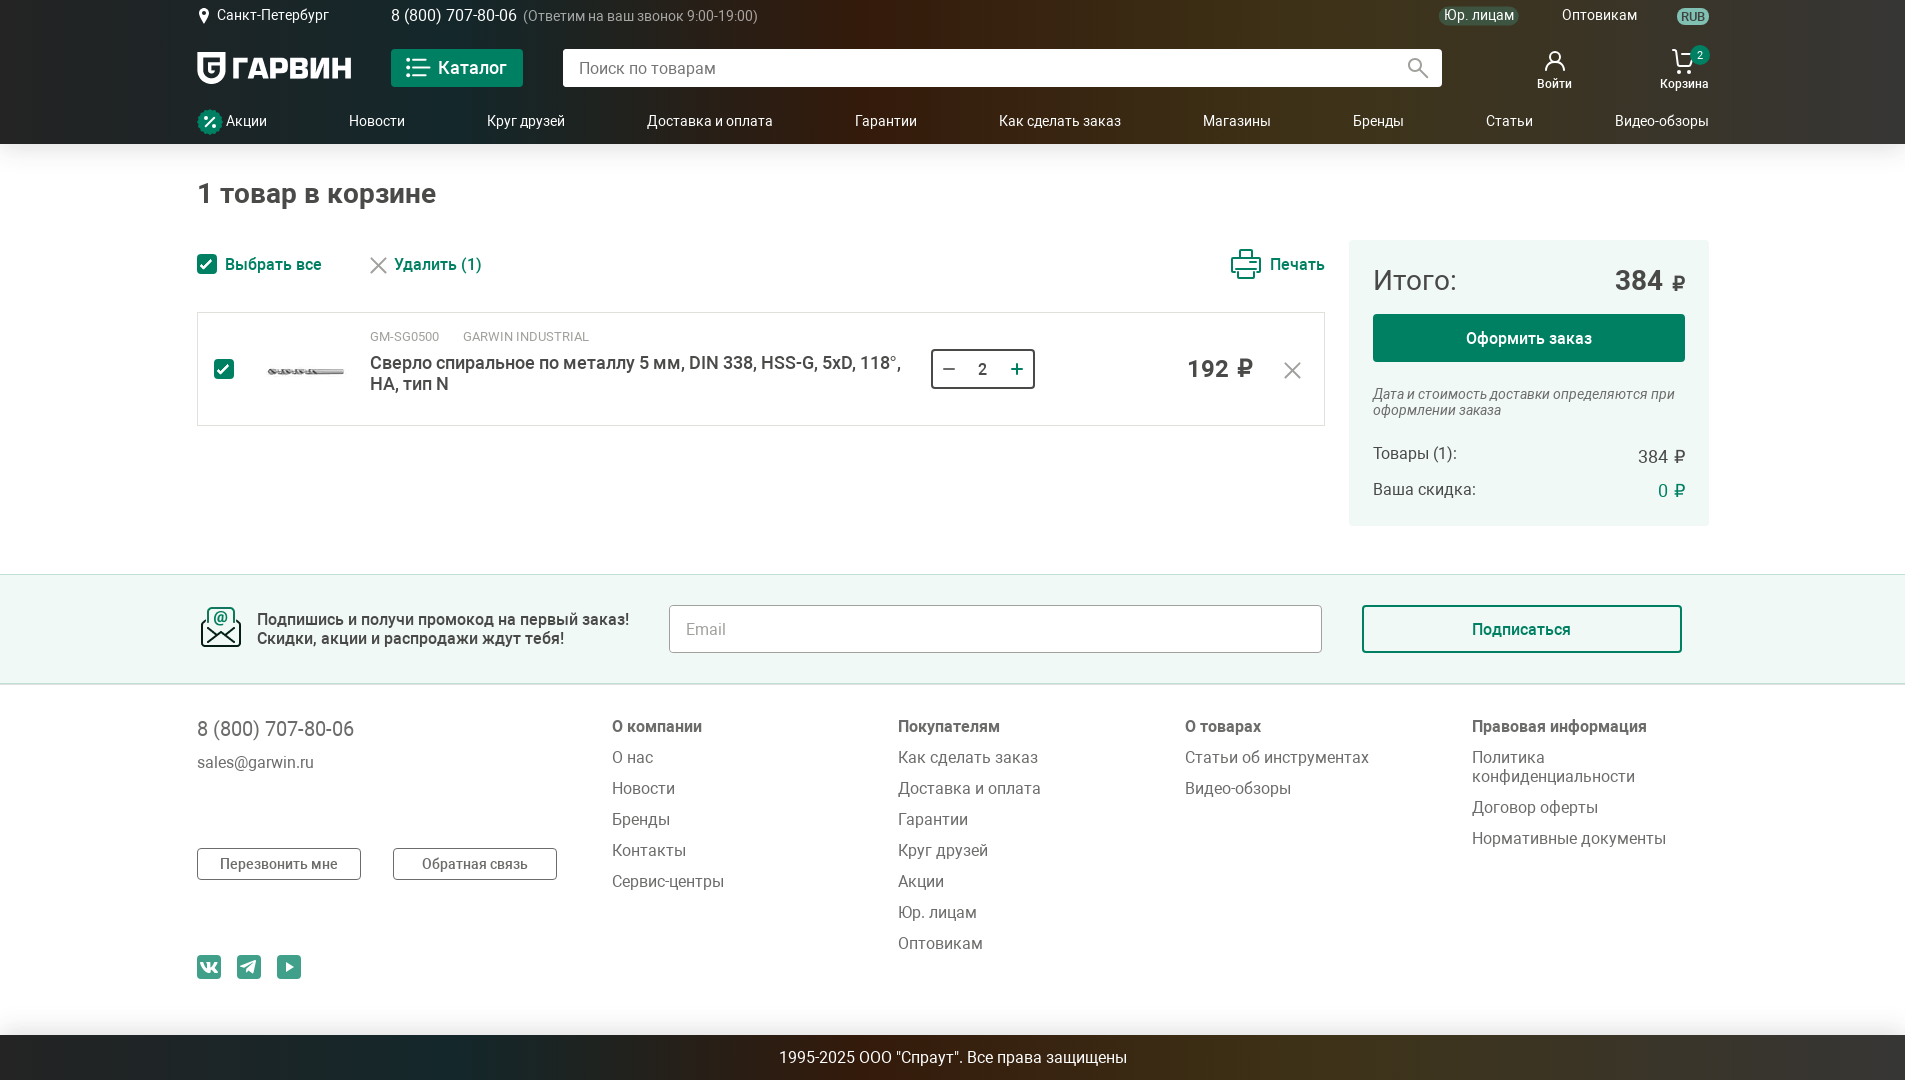 Санкт-Петербург
8 (800) 707-80-06 (Ответим на ваш звонок 9:00-19:00)
Юр. лицам
Оптовикам
RUB
ГАРВИН
Каталог
Поиск по товарам
Войти
2
Корзина
Акции
Новости
Круг друзей
Доставка и оплата
Гарантии
Как сделать заказ
Магазины
Бренды
Статьи
Видео-обзоры
1 товар в корзине
Выбрать все
Удалить (1)
Печать
GM-SG0500
GARWIN INDUSTRIAL
Сверло спиральное по металлу 5 мм, DIN 338, HSS-G, 5xD, 118°,
HA, тип N
2
192 ₽
Итого:
384 ₽
Оформить заказ
Дата и стоимость доставки определяются при
оформлении заказа
Товары (1):
384 ₽
Ваша скидка:
0 ₽
@
Подпишись и получи промокод на первый заказ!
Скидки, акции и распродажи ждут тебя!
Email
Подписаться
8 (800) 707-80-06
sales@garwin.ru
Перезвонить мне
Обратная связь
О компании
О нас
Новости
Бренды
Контакты
Сервис-центры
Покупателям
Как сделать заказ
Доставка и оплата
Гарантии
Круг друзей
Акции
Юр. лицам
Оптовикам
О товарах
Статьи об инструментах
Видео-обзоры
Правовая информация
Политика
конфиденциальности
Договор оферты
Нормативные документы
1995-2025 ООО "Спраут". Все права защищены